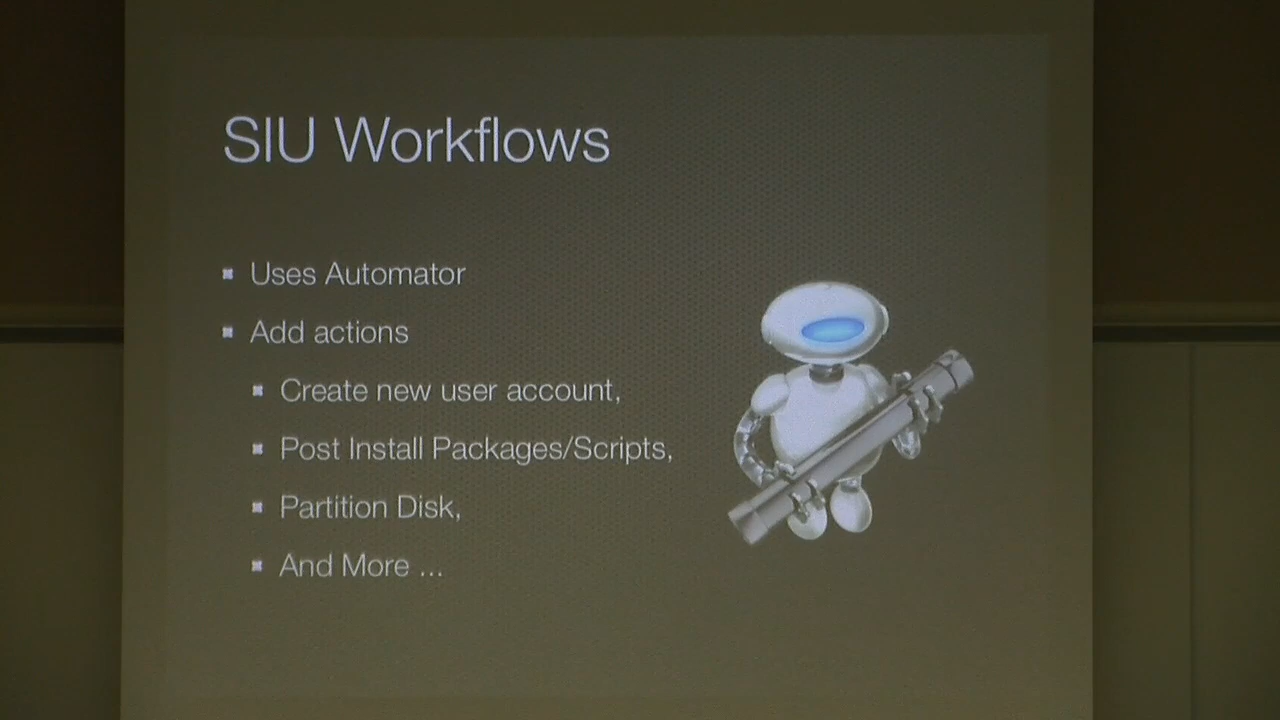 SIU Workflows
Uses Automator
Add actions
Create new user account,
Post Install Packages/Scripts,
Partition Disk,
And More ...